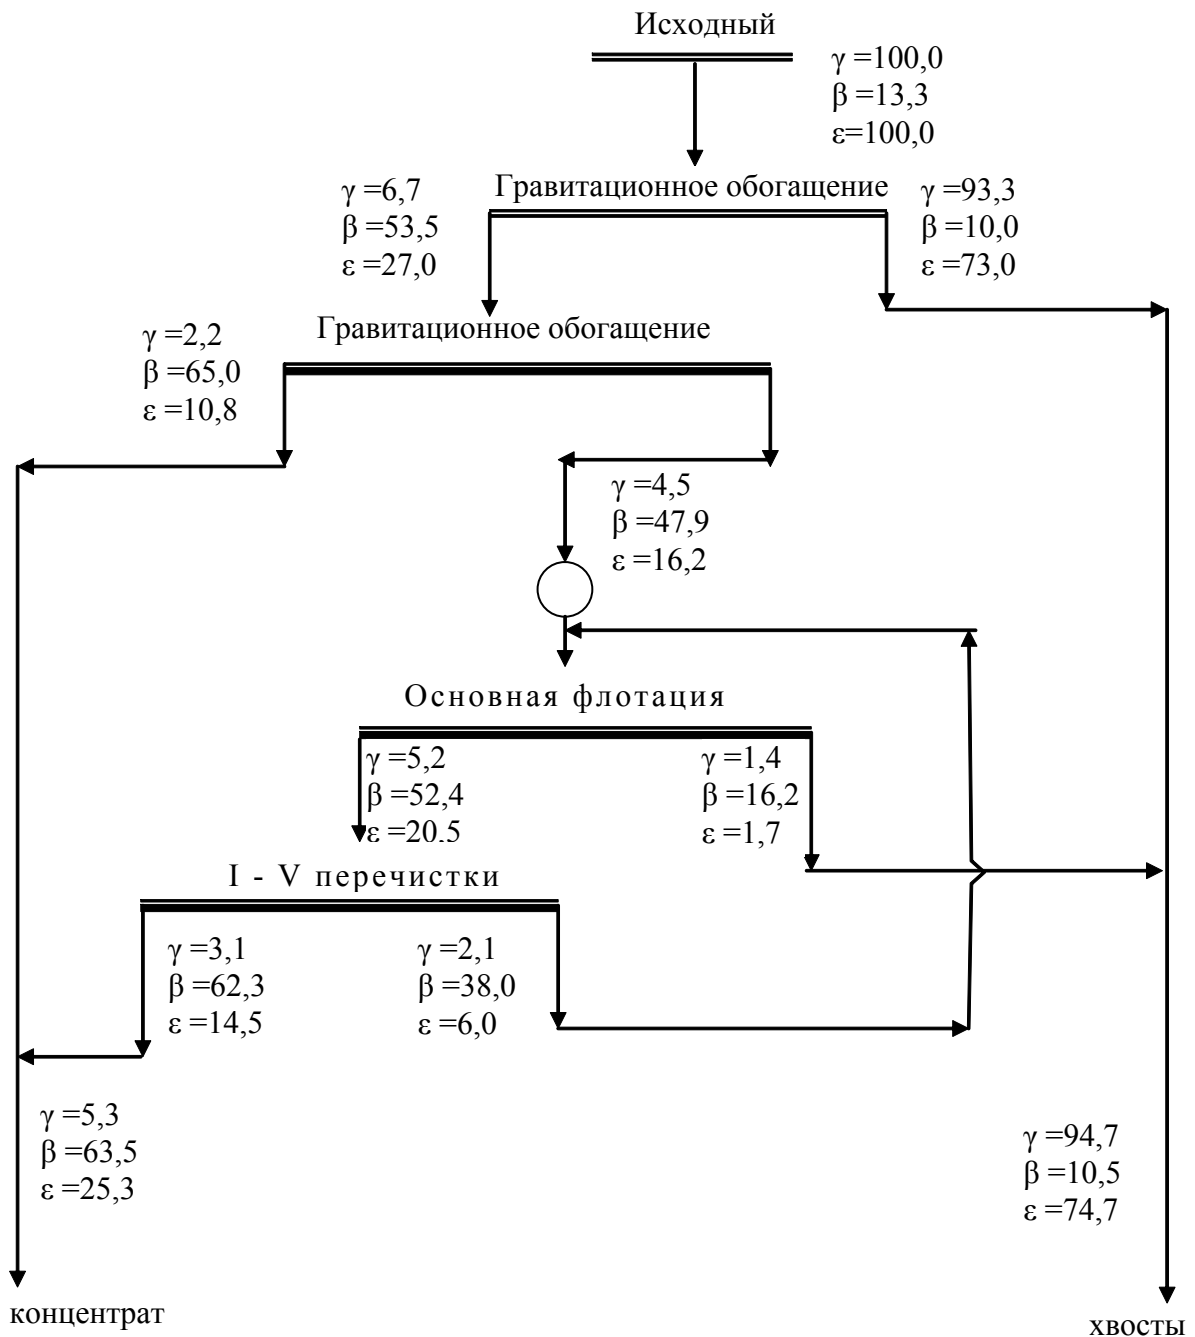 Исходный
γ =100,0
β =13,3
ε=100,0
Гравитационное обогащение
γ =6,7
β =53,5
ε =27,0
γ =93,3
β =10,0
ε =73,0
Гравитационное обогащение
γ =2,2
β =65,0
ε =10,8
γ =4,5
β =47,9
ε =16,2
Основная флотация
γ =5,2
β =52,4
ε =20,5
γ =1,4
β =16,2
ε =1,7
I - V перечистки
γ =3,1
β =62,3
ε =14,5
γ =2,1
β =38,0
ε =6,0
γ =5,3
β =63,5
ε =25,3
γ =94,7
β =10,5
ε =74,7
концентрат
хвосты